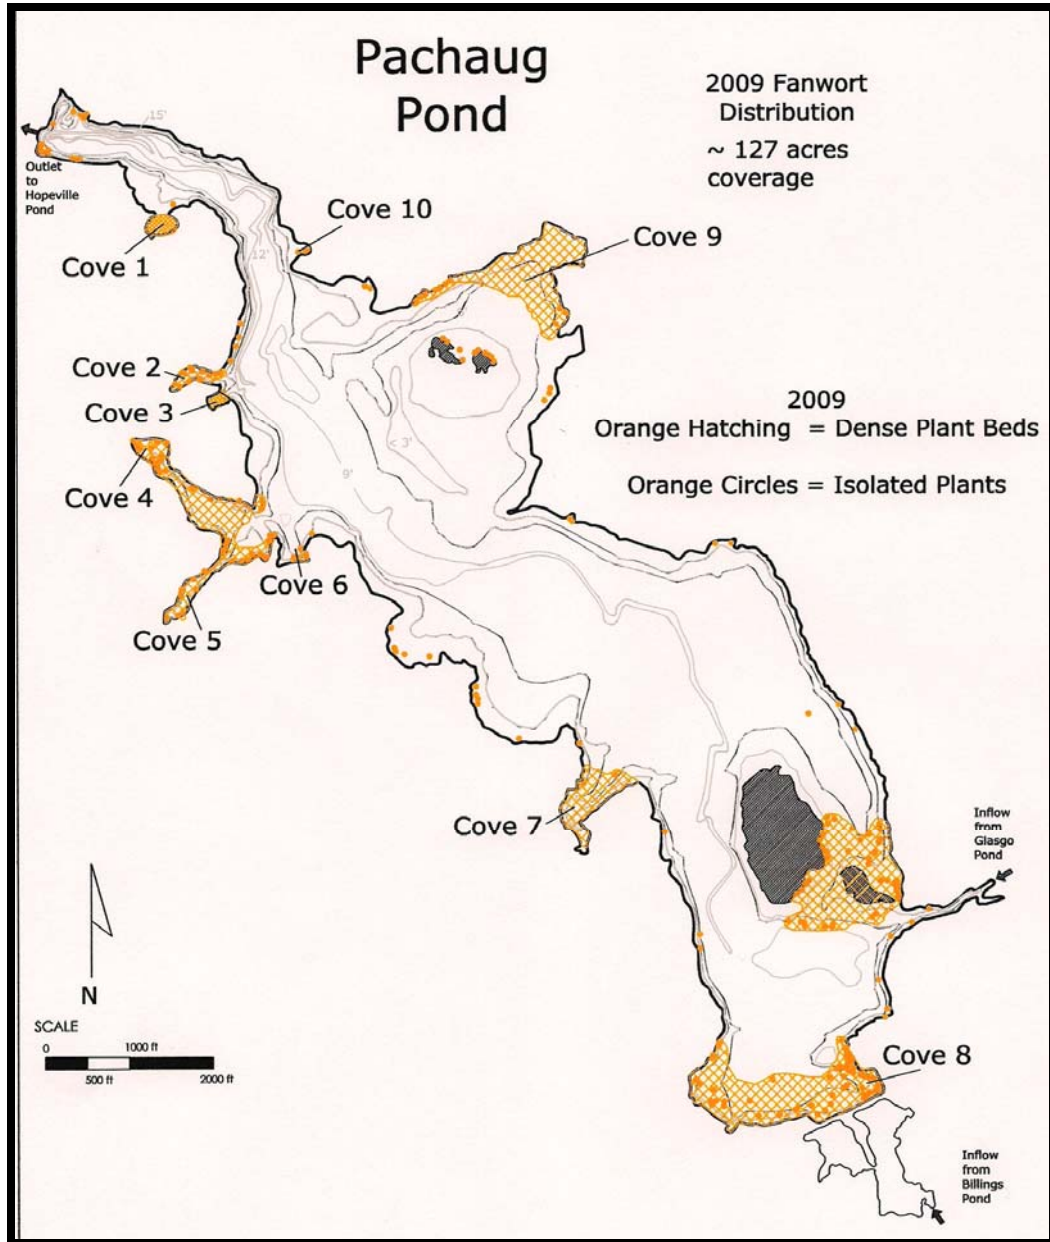 Pachaug
Pond
2009 Fanwort
Distribution
~ 127 acres
coverage
15'
Outlet
to
Hopeville
Pond
Cove 10
Cove 9
Cove 1
12'
Cove 2
Cove 3
2009
Orange Hatching = Dense Plant Beds
Orange Circles = Isolated Plants
< 3'
9'
Cove 4
Cove 6
Cove 5
Cove 7
Inflow
from
Glasgo
Pond
N
SCALE
0 1000 ft
500 ft 2000 ft
Cove 8
Inflow
from
Billings
Pond